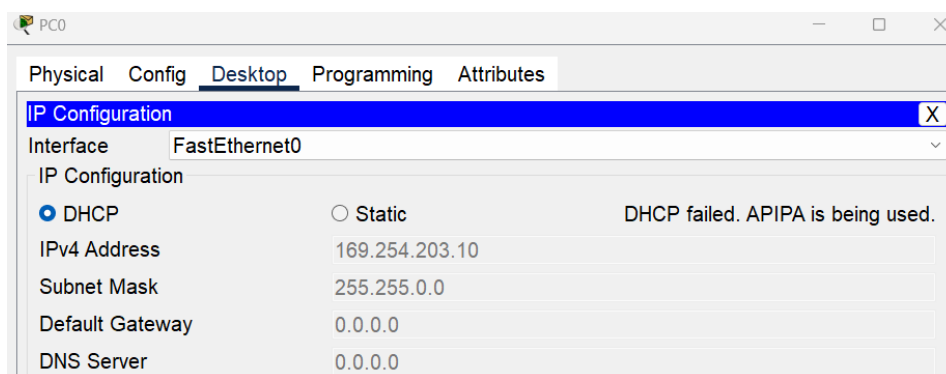 PC0
Physical Config Desktop Programming Attributes
IP Configuration X
Interface FastEthernet0
IP Configuration
DHCP Static DHCP failed. APIPA is being used.
IPv4 Address 169.254.203.10
Subnet Mask 255.255.0.0
Default Gateway 0.0.0.0
DNS Server 0.0.0.0